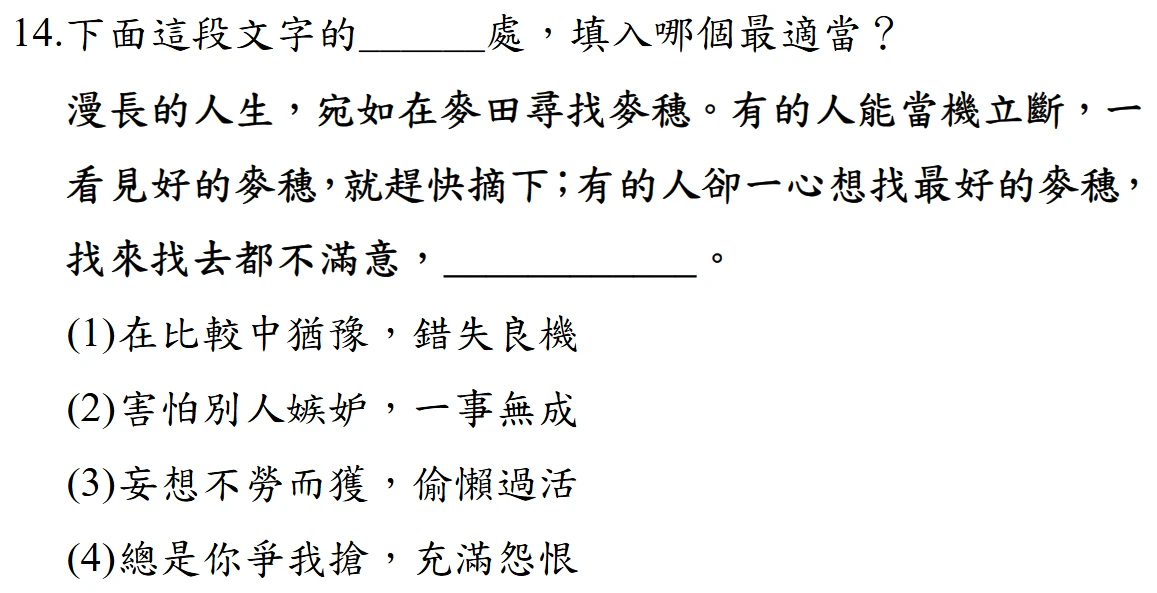 14.下面這段文字的______處，填入哪個最適當？
漫長的人生，宛如在麥田尋找麥穗。有的人能當機立斷，一
看見好的麥穗，就趕快摘下；有的人卻一心想找最好的麥穗，
找來找去都不滿意，____________。
(1)在比較中猶豫，錯失良機
(2)害怕別人嫉妒，一事無成
(3)妄想不勞而獲，偷懶過活
(4)總是你爭我搶，充滿怨恨